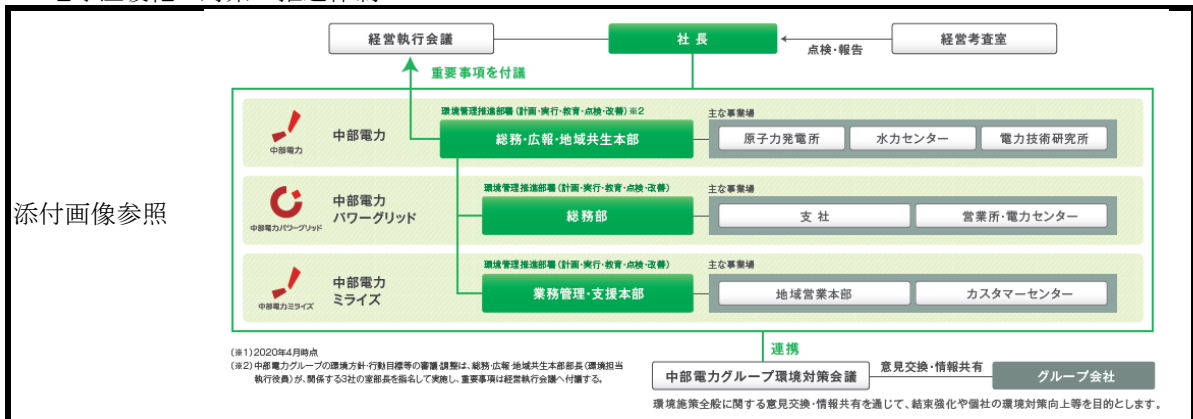 経営執行会議
社長
点検・報告
経営考査室
重要事項を付議
中部電力
中部電力
環境管理推進部署(計画・実行・教育・点検・改善)※2
総務・広報・地域共生本部
主な事業場
原子力発電所
水力センター
電力技術研究所
添付画像参照
中部電力パワーグリッド
中部電力
パワーグリッド
環境管理推進部署(計画・実行・教育・点検・改善)
総務部
主な事業場
支社
営業所・電力センター
中部電力ミライズ
中部電力
ミライズ
環境管理推進部署(計画・実行・教育・点検・改善)
業務管理・支援本部
主な事業場
地域営業本部
カスタマーセンター
(※1)2020年4月時点
(※2)中部電力グループの環境方針・行動目標等の審議・調整は、総務・広報・地域共生本部部長(環境担当
執行役員)が、関係する3社の室部長を指名して実施し、重要事項は経営執行会議へ付議する。
連携
中部電力グループ環境対策会議
意見交換・情報共有
グループ会社
環境施策全般に関する意見交換・情報共有を通じて、結束強化や個社の環境対策向上等を目的とします。